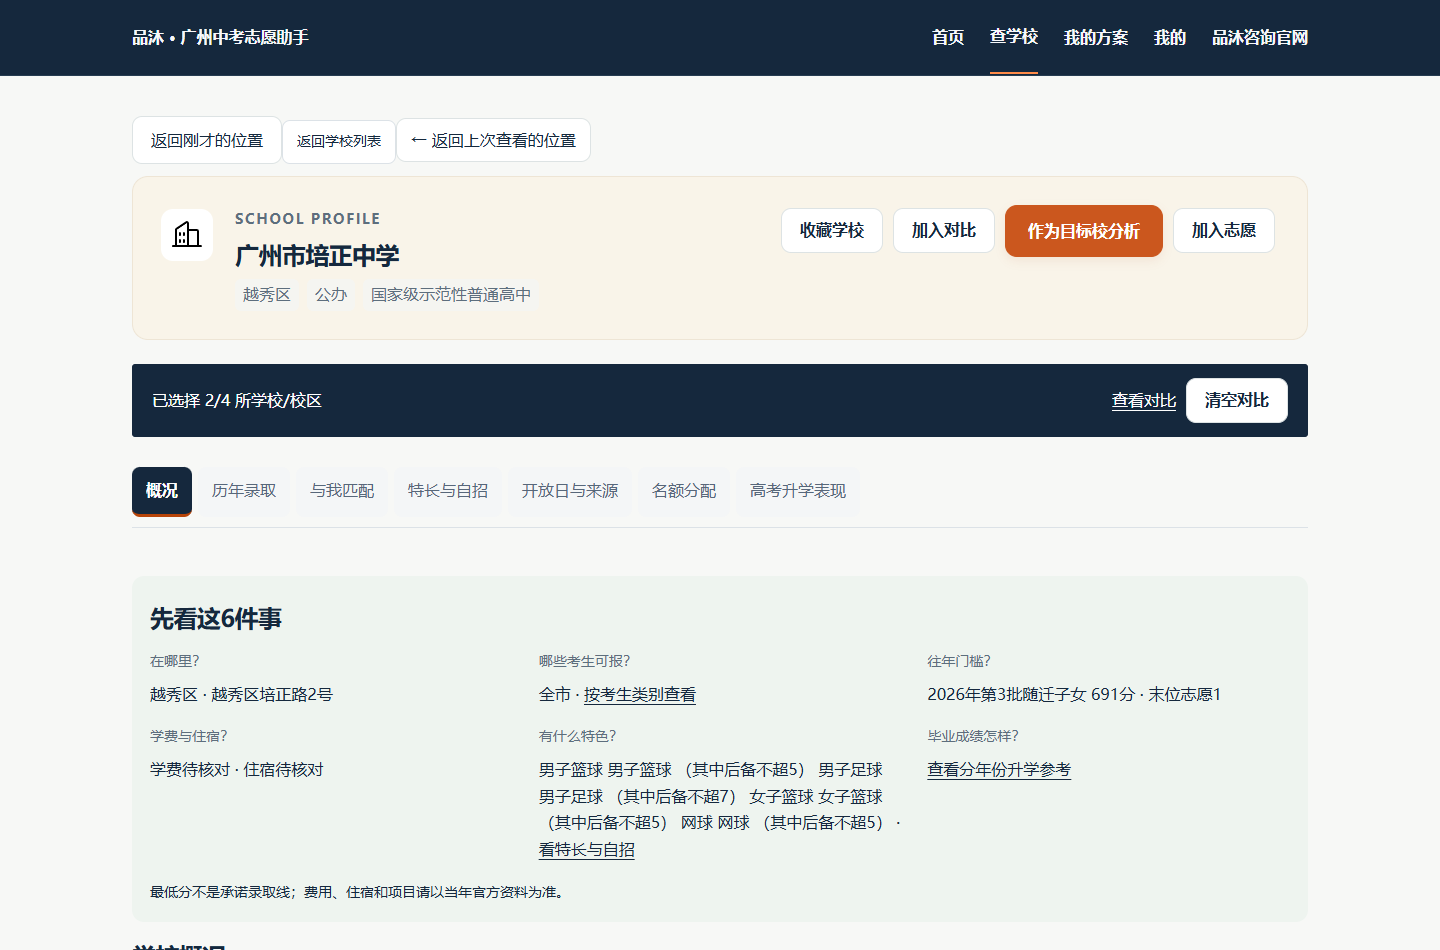 品沐 • 广州中考志愿助手
首页 查学校 我的方案 我的 品沐咨询官网
返回刚才的位置 返回学校列表 ← 返回上次查看的位置
SCHOOL PROFILE
广州市培正中学
越秀区 公办 国家级示范性普通高中
收藏学校 加入对比 作为目标校分析 加入志愿
已选择 2/4 所学校/校区
查看对比 清空对比
概况 历年录取 与我匹配 特长与自招 开放日与来源 名额分配 高考升学表现
先看这6件事
在哪里?
越秀区 · 越秀区培正路2号
哪些考生可报?
全市 · 按考生类别查看
往年门槛?
2026年第3批随迁子女 691分 · 末位志愿1
学费与住宿?
学费待核对 · 住宿待核对
有什么特色?
男子篮球 男子篮球 （其中后备不超5） 男子足球
男子足球 （其中后备不超7） 女子篮球 女子篮球
（其中后备不超5） 网球 网球 （其中后备不超5） ·
看特长与自招
毕业成绩怎样?
查看分年份升学参考
最低分不是承诺录取线；费用、住宿和项目请以当年官方资料为准。
学校概况